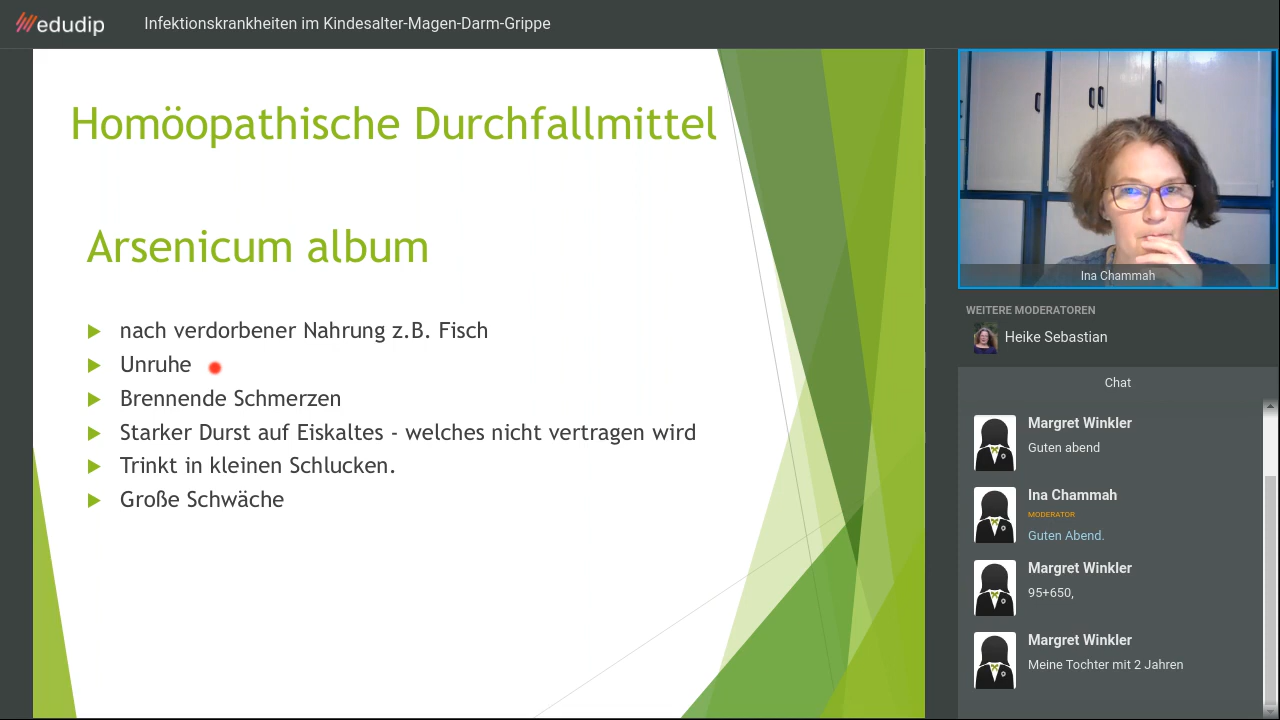 edudip
Infektionskrankheiten im Kindesalter-Magen-Darm-Grippe
Homöopathische Durchfallmittel
Arsenicum album
nach verdorbener Nahrung z.B. Fisch
Unruhe
Brennende Schmerzen
Starker Durst auf Eiskaltes - welches nicht vertragen wird
Trinkt in kleinen Schlucken.
Große Schwäche
Ina Chammah
WEITERE MODERATOREN
Heike Sebastian
Chat
Margret Winkler
Guten abend
Ina Chammah
MODERATOR
Guten Abend.
Margret Winkler
95+650,
Margret Winkler
Meine Tochter mit 2 Jahren